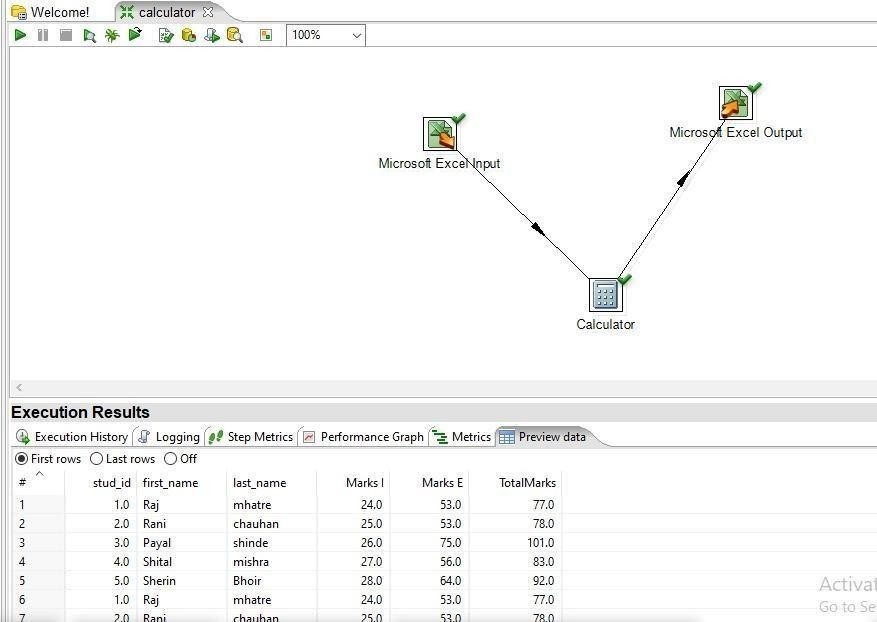 Welcome! calculator
100%
Microsoft Excel Output
Microsoft Excel Input
Calculator
Execution Results
Execution History Logging Step Metrics Performance Graph Metrics Preview data
First rows Last rows Off
# stud_id first_name last_name Marks I Marks E TotalMarks
1 1.0 Raj mhatre 24.0 53.0 77.0
2 2.0 Rani chauhan 25.0 53.0 78.0
3 3.0 Payal shinde 26.0 75.0 101.0
4 4.0 Shital mishra 27.0 56.0 83.0
5 5.0 Sherin Bhoir 28.0 64.0 92.0
6 1.0 Raj mhatre 24.0 53.0 77.0
7 2.0 Rani chauhan 25.0 53.0 78.0
Activat
Go to Se